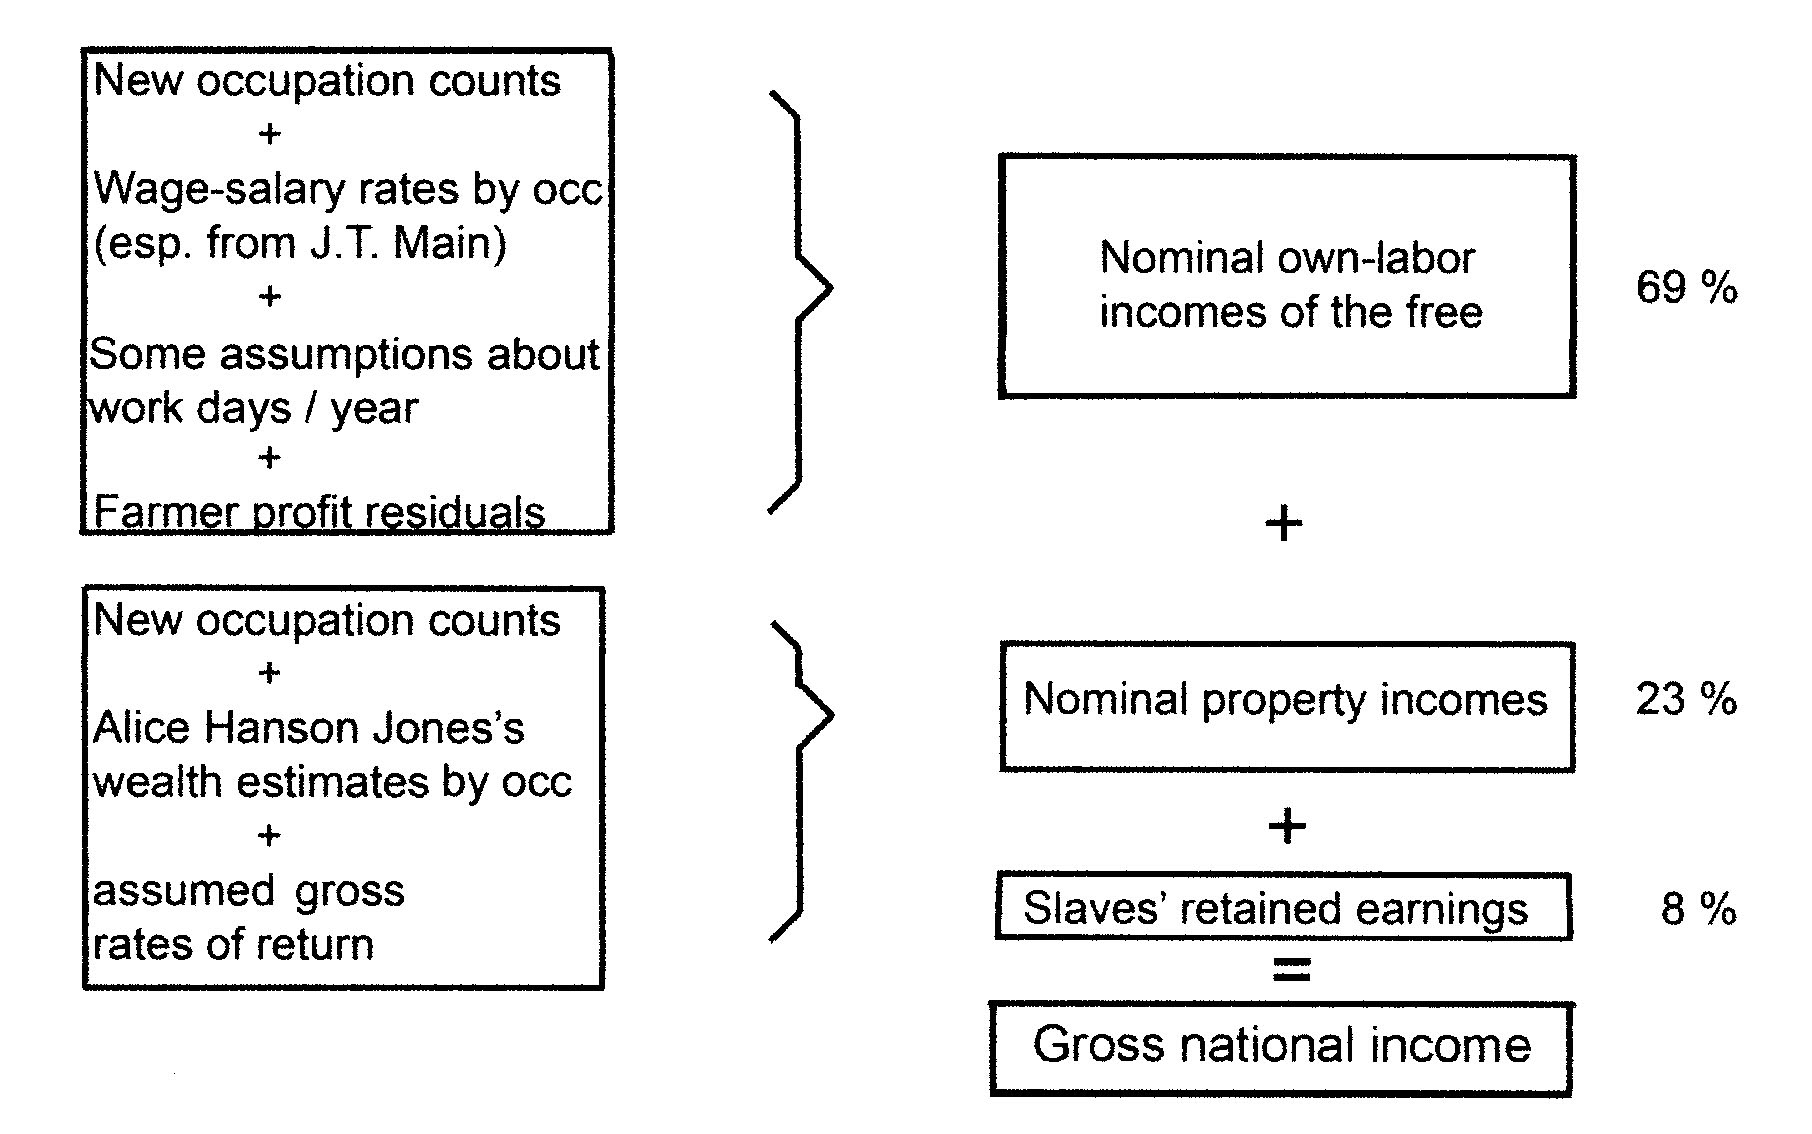 New occupation counts
+
Wage-salary rates by occ
(esp. from J.T. Main)
+
Some assumptions about
work days / year
+
Farmer profit residuals
Nominal own-labor
incomes of the free
69 %
+
New occupation counts
+
Alice Hanson Jones’s
wealth estimates by occ
+
assumed gross
rates of return
Nominal property incomes
23 %
+
Slaves’ retained earnings
8 %
=
Gross national income